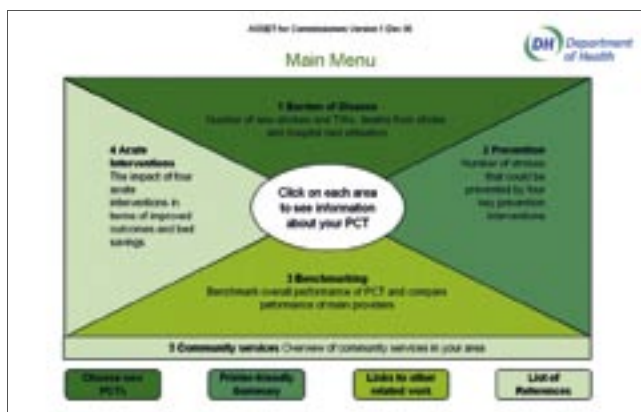 ASSET for Commissioners Version 1 Dec 06
DH Department
of Health
Main Menu
1 Burden of Disease
Number of new strokes and TIAs, deaths from stroke
and hospital bed utilisation
4 Acute
Interventions
The impact of four
acute
interventions in
terms of improved
outcomes and bed
savings
Click on each area
to see information
about your PCT
2 Prevention
Number of strokes
that could be
prevented by four
key prevention
interventions
3 Benchmarking
Benchmark overall performance of PCT and compare
performance of main providers
5 Community services Overview of community services in your area
Choose new
PCTs
Printer-friendly
Summary
Links to other
related work
List of
References